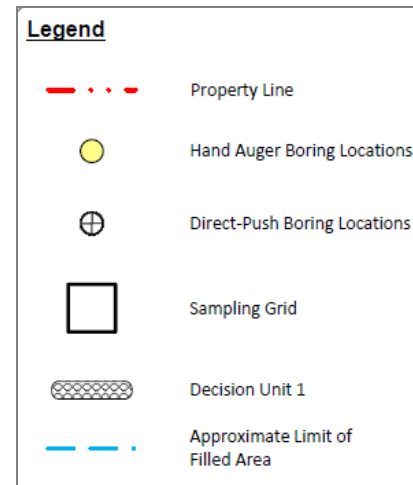 Legend
Property Line
Hand Auger Boring Locations
Direct-Push Boring Locations
Sampling Grid
Decision Unit 1
Approximate Limit of
Filled Area